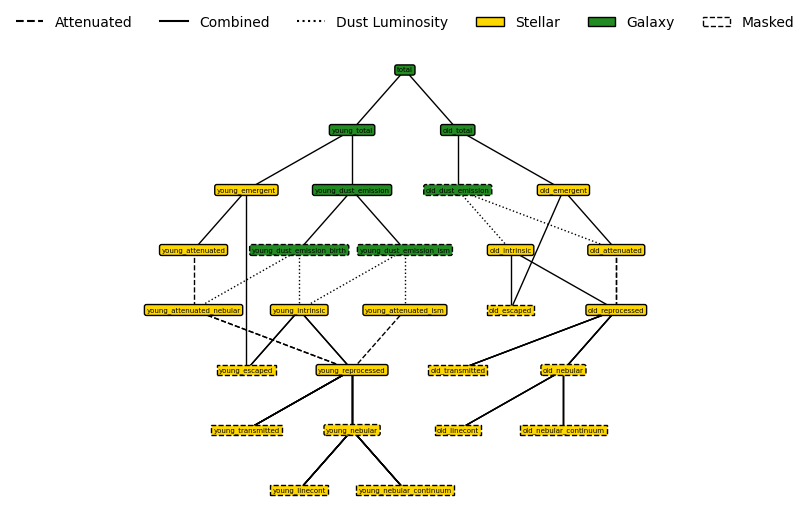 Attenuated Combined Dust Luminosity Stellar Galaxy Masked
total
young_total old_total
young_emergent young_dust_emission old_dust_emission old_emergent
young_attenuated young_dust_emission_birth young_dust_emission_ism old_intrinsic old_attenuated
young_attenuated_nebular young_intrinsic young_attenuated_ism old_escaped old_reprocessed
young_escaped young_reprocessed old_transmitted old_nebular
young_transmitted young_nebular old_linecont old_nebular_continuum
young_linecont young_nebular_continuum